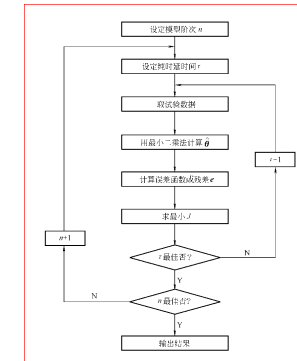 设定模型阶次 n
设定纯时延时间 τ
取试验数据
用最小二乘法计算 θ̂
计算误差函数或残差 e
求最小 J
τ 最佳否?
N
Y
n 最佳否?
N
Y
输出结果
n+1
τ-1